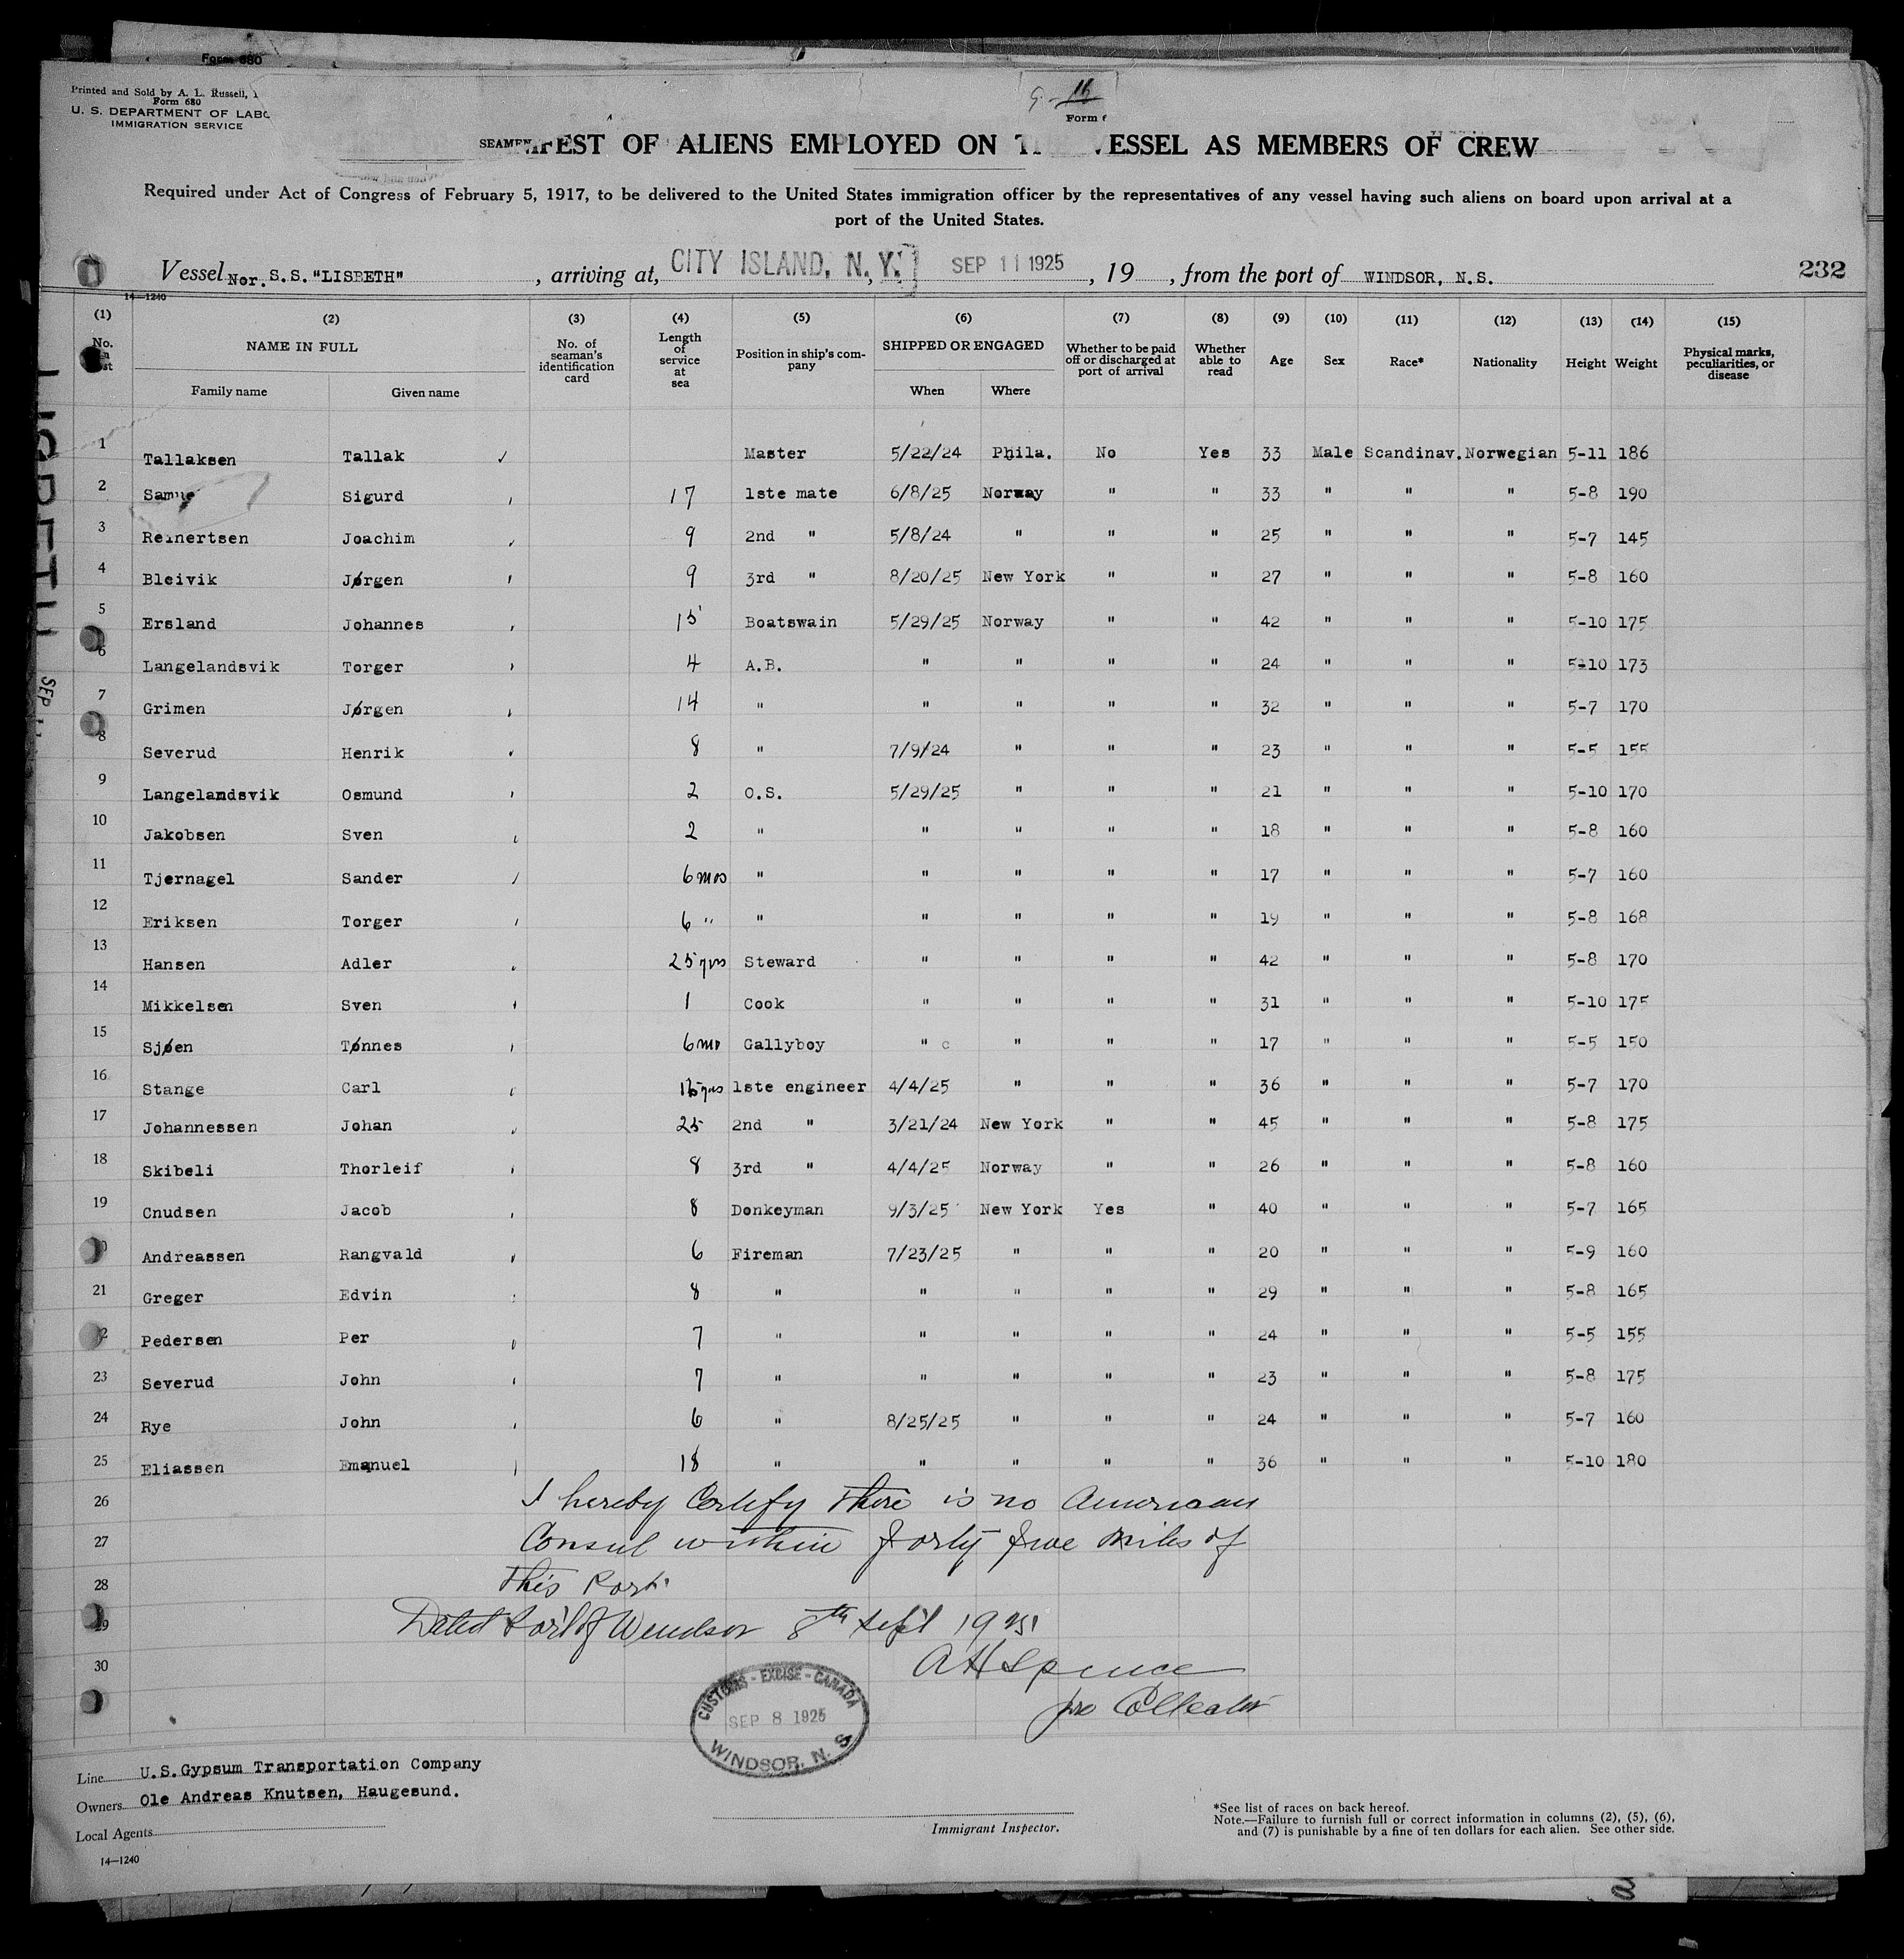 Form 680
Printed and Sold by A. L. Russell,
Form 680
U. S. DEPARTMENT OF LABO
IMMIGRATION SERVICE
Form
SEAMEN
IFEST OF ALIENS EMPLOYED ON T ESSEL AS MEMBERS OF CREW
Required under Act of Congress of February 5, 1917, to be delivered to the United States immigration officer by the representatives of any vessel having such aliens on board upon arrival at a
port of the United States.
Vessel Nor. S.S. "LISBETH" , arriving at, CITY ISLAND, N. Y. , SEP 11 1925 , 19 , from the port of WINDSOR, N.S. 232
14—1240
(1) (2) (3) (4) (5) (6) (7) (8) (9) (10) (11) (12) (13) (14) (15)
No. NAME IN FULL Family name Given name No. of seaman's identification card Length of service at sea Position in ship's company SHIPPED OR ENGAGED When Where Whether to be paid off or discharged at port of arrival Whether able to read Age Sex Race* Nationality Height Weight Physical marks, peculiarities, or disease
1 Tallaksen Tallak ✓ Master 5/22/24 Phila. No Yes 33 Male Scandinav. Norwegian 5-11 186
2 Samue Sigurd 17 1ste mate 6/8/25 Norway " " 33 " " " 5-8 190
3 Reinertsen Joachim 9 2nd " 5/8/24 " " " 25 " " " 5-7 145
4 Bleivik Jørgen 9 3rd " 8/20/25 New York " " 27 " " " 5-8 160
5 Ersland Johannes 15 Boatswain 5/29/25 Norway " " 42 " " " 5-10 175
6 Langelandsvik Torger 4 A.B. " " " " 24 " " " 5-10 173
7 Grimen Jørgen 14 " " " " " 32 " " " 5-7 170
8 Severud Henrik 8 " 7/9/24 " " " 23 " " " 5-5 155
9 Langelandsvik Osmund 2 O.S. 5/29/25 " " " 21 " " " 5-10 170
10 Jakobsen Sven 2 " " " " " 18 " " " 5-8 160
11 Tjernagel Sander 6 mos " " " " " 17 " " " 5-7 160
12 Eriksen Torger 6 " " " " " " 19 " " " 5-8 168
13 Hansen Adler 25 yrs Steward " " " " 42 " " " 5-8 170
14 Mikkelsen Sven 1 Cook " " " " 31 " " " 5-10 175
15 Sjøen Tønnes 6 mo Gallyboy " c " " " 17 " " " 5-5 150
16 Stange Carl yrs 1ste engineer 4/4/25 " " " 36 " " " 5-7 170
17 Johannessen Johan 25 2nd " 3/21/24 New York " " 45 " " " 5-8 175
18 Skibeli Thorleif 8 3rd " 4/4/25 Norway " " 26 " " " 5-8 160
19 Cnudsen Jacob 8 Donkeyman 9/3/25 New York Yes " 40 " " " 5-7 165
Andreassen Rangvald 6 Fireman 7/23/25 " " " 20 " " " 5-9 160
21 Greger Edvin 8 " " " " " 29 " " " 5-8 165
2 Pedersen Per 7 " " " " " 24 " " " 5-5 155
23 Severud John 7 " " " " " 23 " " " 5-8 175
24 Rye John 6 " 8/25/25 " " " 24 " " " 5-7 160
25 Eliassen Emanuel 18 " " " " " 36 " " " 5-10 180
26 I hereby Certify there is no American
27 Consul within forty five miles of
28 This Port.
29 Dated Port of Windsor 8th Sept 1925
30 A H Spence
pro Collector
CUSTOMS - EXCISE - CANADA
SEP 8 1925
WINDSOR, N. S.
Line U.S. Gypsum Transportation Company
Owners Ole Andreas Knutsen, Haugesund.
Local Agents
14—1240
Immigrant Inspector.
*See list of races on back hereof.
Note.—Failure to furnish full or correct information in columns (2), (5), (6),
and (7) is punishable by a fine of ten dollars for each alien. See other side.